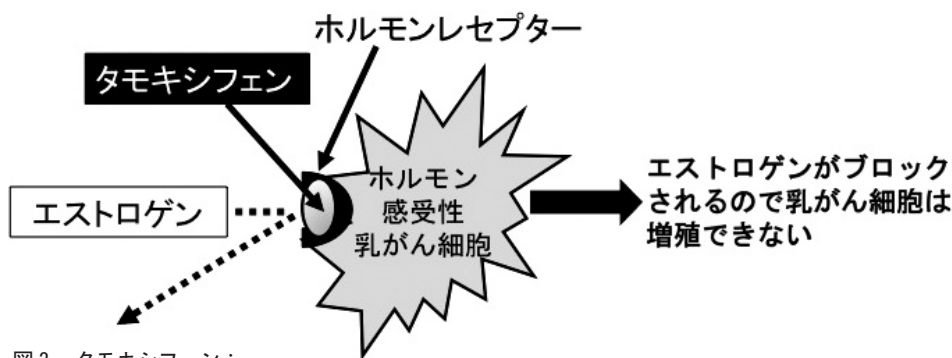 ホルモンレセプター
タモキシフェン
エストロゲン
ホルモン
感受性
乳がん細胞
エストロゲンがブロック
されるので乳がん細胞は
増殖できない